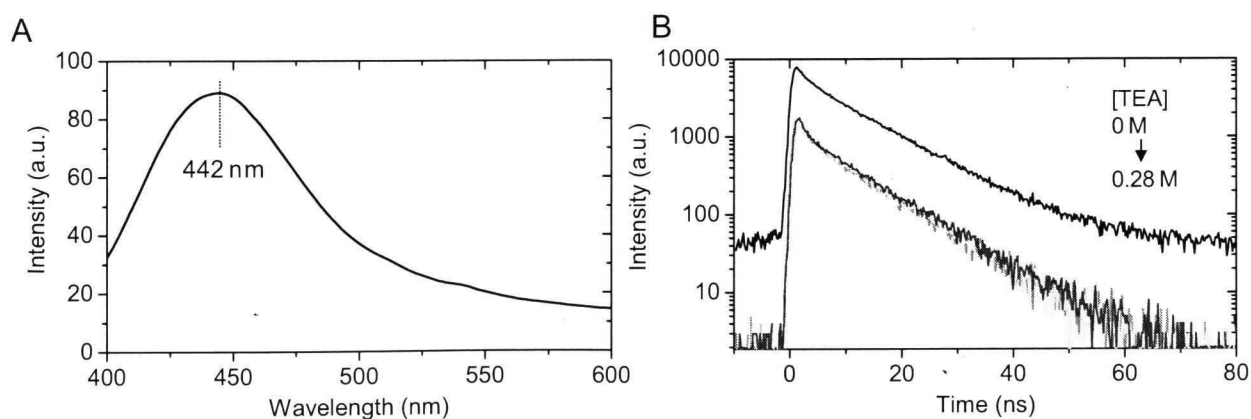 A
100
80
60
40
20
0
Intensity (a.u.)
442 nm
400 450 500 550 600
Wavelength (nm)
B
10000
1000
100
10
Intensity (a.u.)
[TEA]
0 M
0.28 M
0 20 40 60 80
Time (ns)